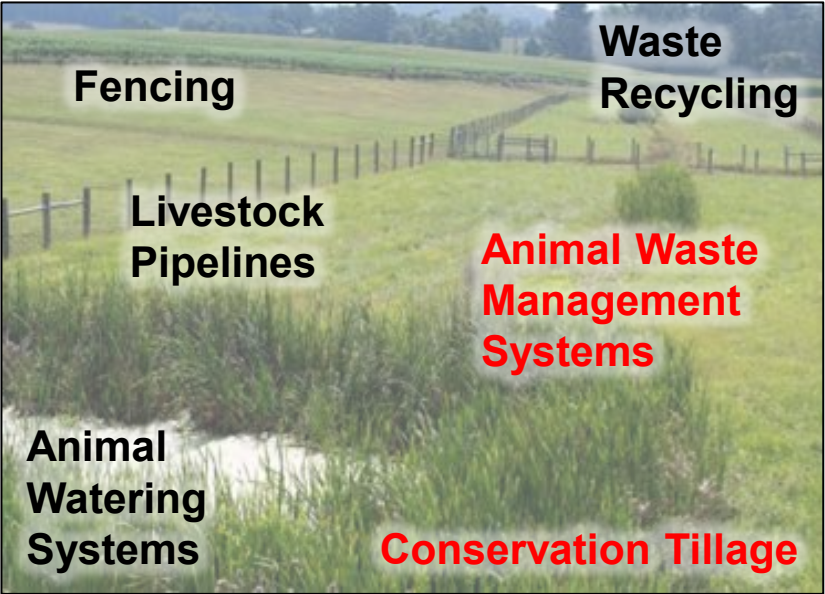 Fencing
Waste
Recycling
Livestock
Pipelines
Animal Waste
Management
Systems
Animal
Watering
Systems
Conservation Tillage